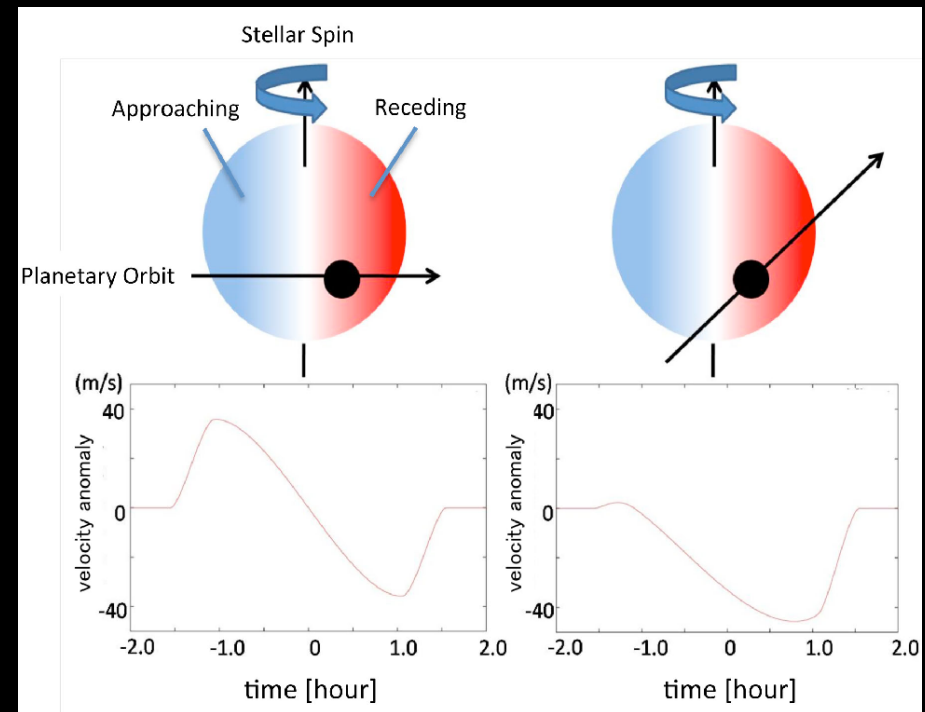 Stellar Spin
Approaching
Receding
Planetary Orbit
(m/s)
40
0
-40
velocity anomaly
-2.0 -1.0 0 1.0 2.0
time [hour]
(m/s)
40
0
-40
velocity anomaly
-2.0 -1.0 0 1.0 2.0
time [hour]